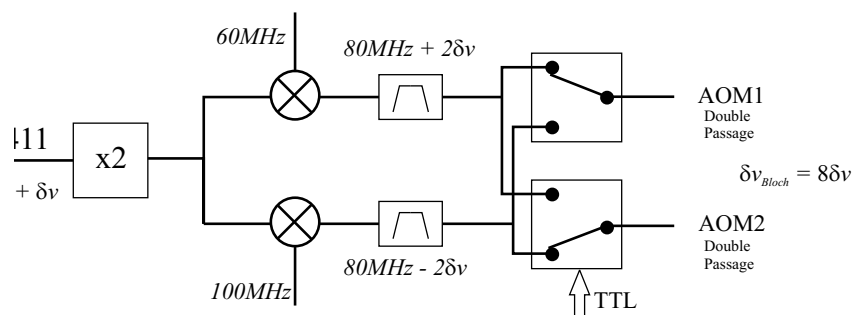 60MHz
80MHz + 2δν
411
+ δν
x2
AOM1
Double
Passage
δν_Bloch = 8δν
AOM2
Double
Passage
80MHz - 2δν
100MHz
TTL